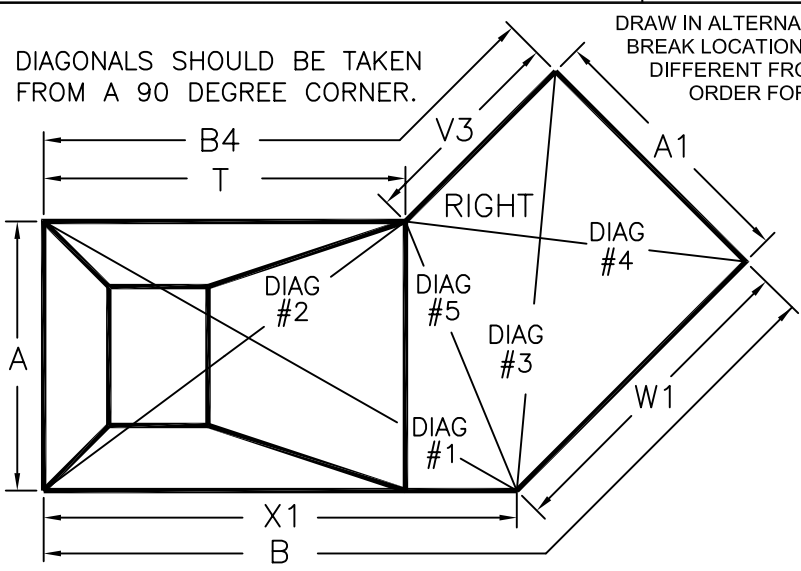 DRAW IN ALTERNA
BREAK LOCATION
DIFFERENT FRO
ORDER FOR
DIAGONALS SHOULD BE TAKEN
FROM A 90 DEGREE CORNER.
B4
V3
A1
T
RIGHT
DIAG
#4
DIAG
#2
DIAG
#5
DIAG
#3
A
W1
DIAG
#1
X1
B